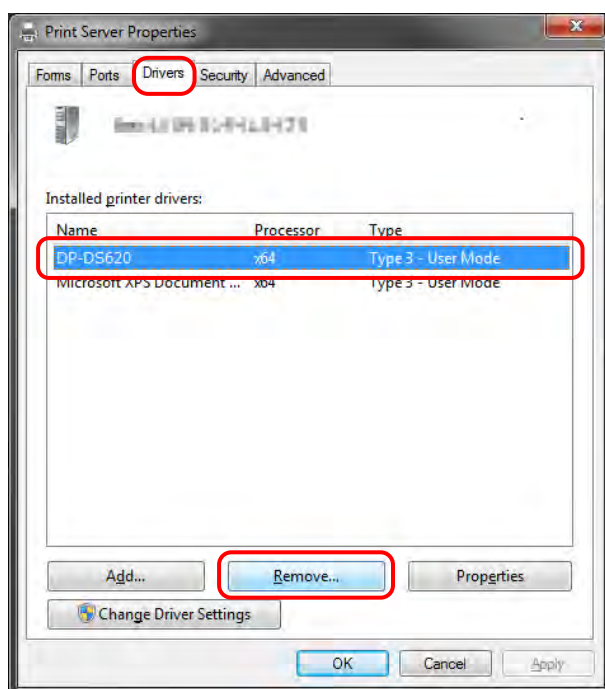 Print Server Properties
Forms Ports Drivers Security Advanced
Installed printer drivers:
Name Processor Type
DP-DS620 x64 Type 3 - User Mode
Microsoft XPS Document ... x64 Type 3 - User Mode
Add... Remove... Properties
Change Driver Settings
OK Cancel Apply